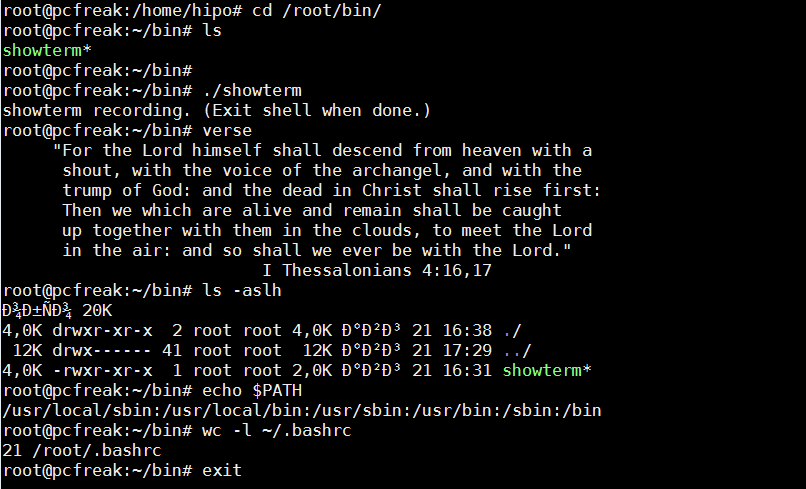 root@pcfreak:/home/hipo# cd /root/bin/
root@pcfreak:~/bin# ls
showterm*
root@pcfreak:~/bin#
root@pcfreak:~/bin# ./showterm
showterm recording. (Exit shell when done.)
root@pcfreak:~/bin# verse
     "For the Lord himself shall descend from heaven with a
      shout, with the voice of the archangel, and with the
      trump of God: and the dead in Christ shall rise first:
      Then we which are alive and remain shall be caught
      up together with them in the clouds, to meet the Lord
      in the air: and so shall we ever be with the Lord."
                          I Thessalonians 4:16,17
root@pcfreak:~/bin# ls -aslh
Ð¾Ð±ÑÐ¾ 20K
4,0K drwxr-xr-x  2 root root 4,0K Ð°Ð²Ð³ 21 16:38 ./
 12K drwx------ 41 root root  12K Ð°Ð²Ð³ 21 17:29 ../
4,0K -rwxr-xr-x  1 root root 2,0K Ð°Ð²Ð³ 21 16:31 showterm*
root@pcfreak:~/bin# echo $PATH
/usr/local/sbin:/usr/local/bin:/usr/sbin:/usr/bin:/sbin:/bin
root@pcfreak:~/bin# wc -l ~/.bashrc
21 /root/.bashrc
root@pcfreak:~/bin# exit